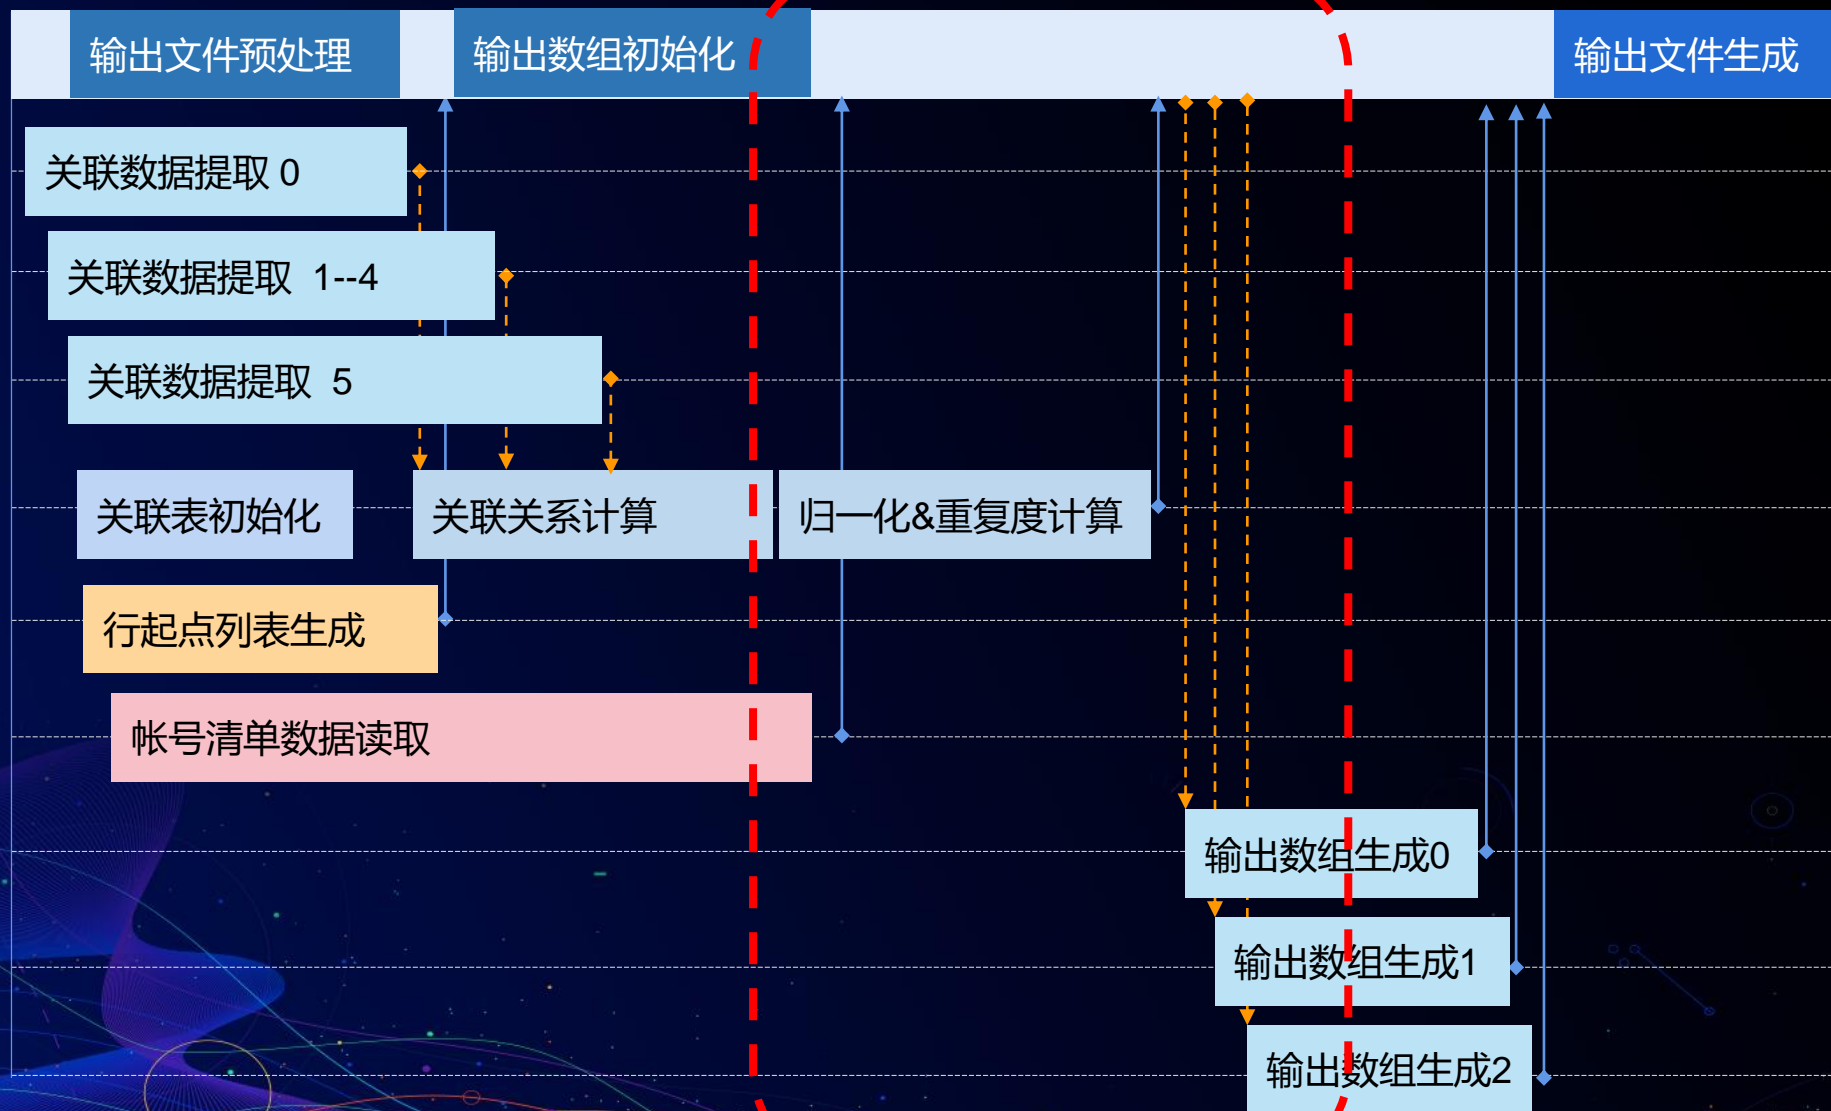 输出文件预处理
输出数组初始化
输出文件生成
关联数据提取 0
关联数据提取 1--4
关联数据提取 5
关联表初始化
关联关系计算
归一化&重复度计算
行起点列表生成
帐号清单数据读取
输出数组生成0
输出数组生成1
输出数组生成2